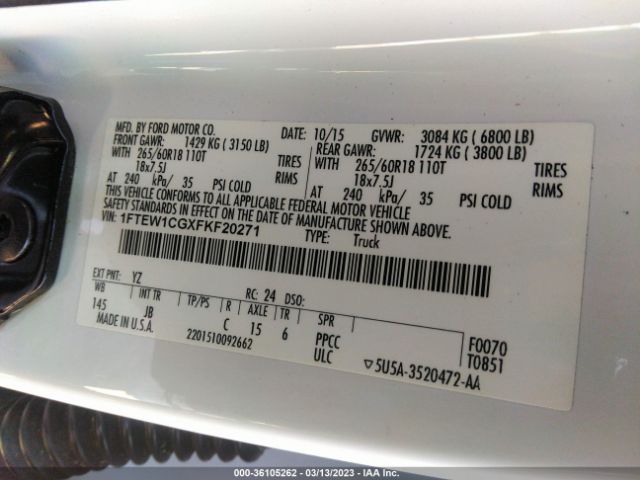 MFD. BY FORD MOTOR CO.
DATE: 10/15 GVWR: 3084 KG ( 6800 LB)
FRONT GAWR: 1429 KG ( 3150 LB) REAR GAWR: 1724 KG ( 3800 LB)
WITH 265/60R18 110T TIRES WITH 265/60R18 110T TIRES
18x7.5J RIMS 18x7.5J RIMS
AT 240 kPa/ 35 PSI COLD AT 240 kPa/ 35 PSI COLD
THIS VEHICLE CONFORMS TO ALL APPLICABLE FEDERAL MOTOR VEHICLE
SAFETY STANDARDS IN EFFECT ON THE DATE OF MANUFACTURE SHOWN ABOVE.
VIN: 1FTEW1CGXFKF20271
TYPE: Truck
EXT PNT: YZ RC: 24 DSO:
WB INT TR TP/PS R AXLE TR SPR
145 JB C 15 6 PPCC F0070
MADE IN U.S.A. 2201510092662 ULC ▽5U5A-3520472-AA T0851
000-36105262 - 03/13/2023 - IAA Inc.